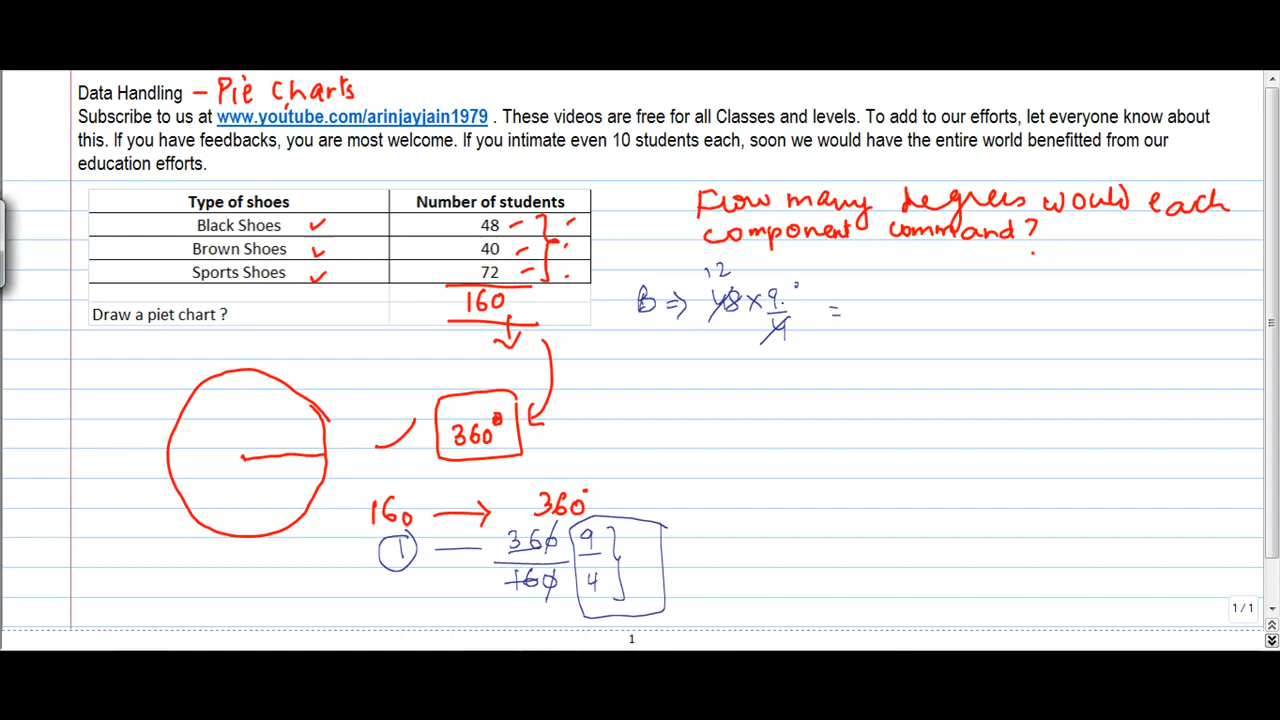 Data Handling - Pie Charts
Subscribe to us at www.youtube.com/arinjayjain1979 . These videos are free for all Classes and levels. To add to our efforts, let everyone know about
this. If you have feedbacks, you are most welcome. If you intimate even 10 students each, soon we would have the entire world benefitted from our
education efforts.
Type of shoes Number of students
Black Shoes ✓ 48
Brown Shoes ✓ 40
Sports Shoes ✓ 72
160
Draw a piet chart ?
How many degrees would each
component command ?
12
B ⇒ 48 × 9° =
4
360°
160 → 360°
1 — 360 9
160 4
1 / 1
1